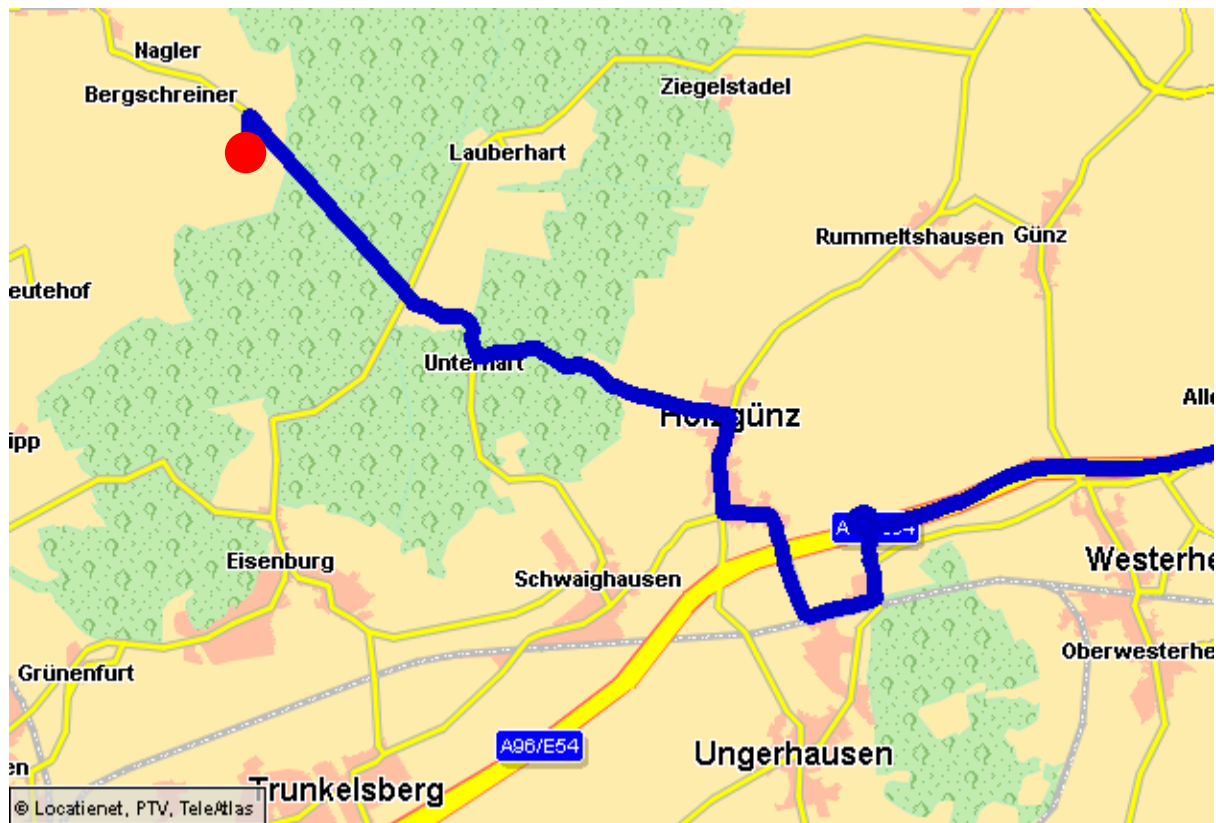 Nagler
Bergschreiner
Ziegelstadel
Lauberhart
Rummeltshausen
Günz
eutehof
Unterhart
Holzgünz
Alle
ipp
Eisenburg
Schwaighausen
Westerhe
Grünenfurt
Oberwesterhe
A96/E54
Ungerhausen
en
Trunkelsberg
© Locatienet, PTV, TeleAtlas